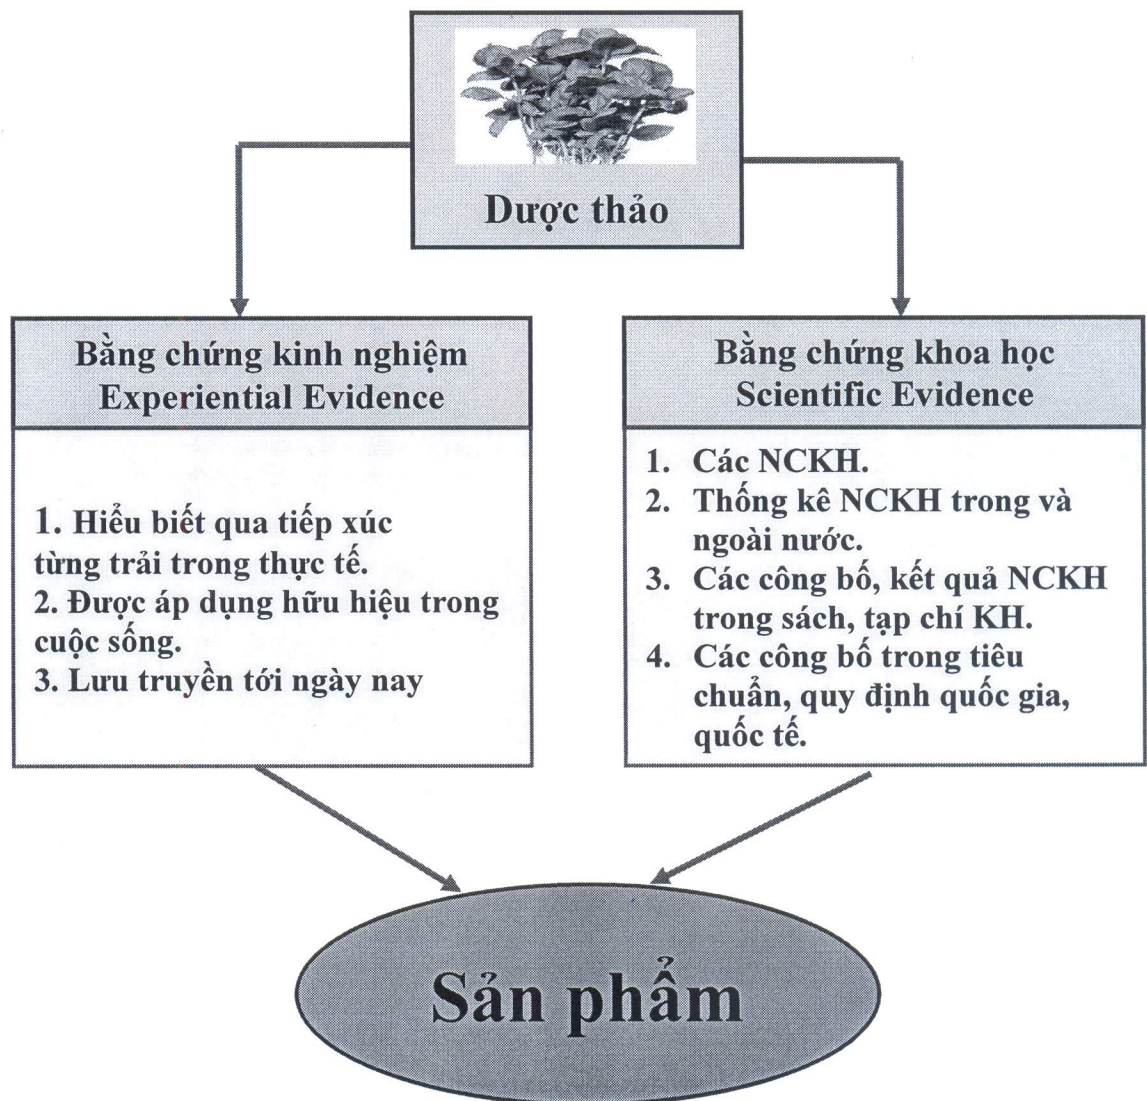 Dược thảo
Bằng chứng kinh nghiệm
Experiential Evidence
1. Hiểu biết qua tiếp xúc
từng trải trong thực tế.
2. Được áp dụng hữu hiệu trong
cuộc sống.
3. Lưu truyền tới ngày nay
Bằng chứng khoa học
Scientific Evidence
1. Các NCKH.
2. Thống kê NCKH trong và
ngoài nước.
3. Các công bố, kết quả NCKH
trong sách, tạp chí KH.
4. Các công bố trong tiêu
chuẩn, quy định quốc gia,
quốc tế.
Sản phẩm